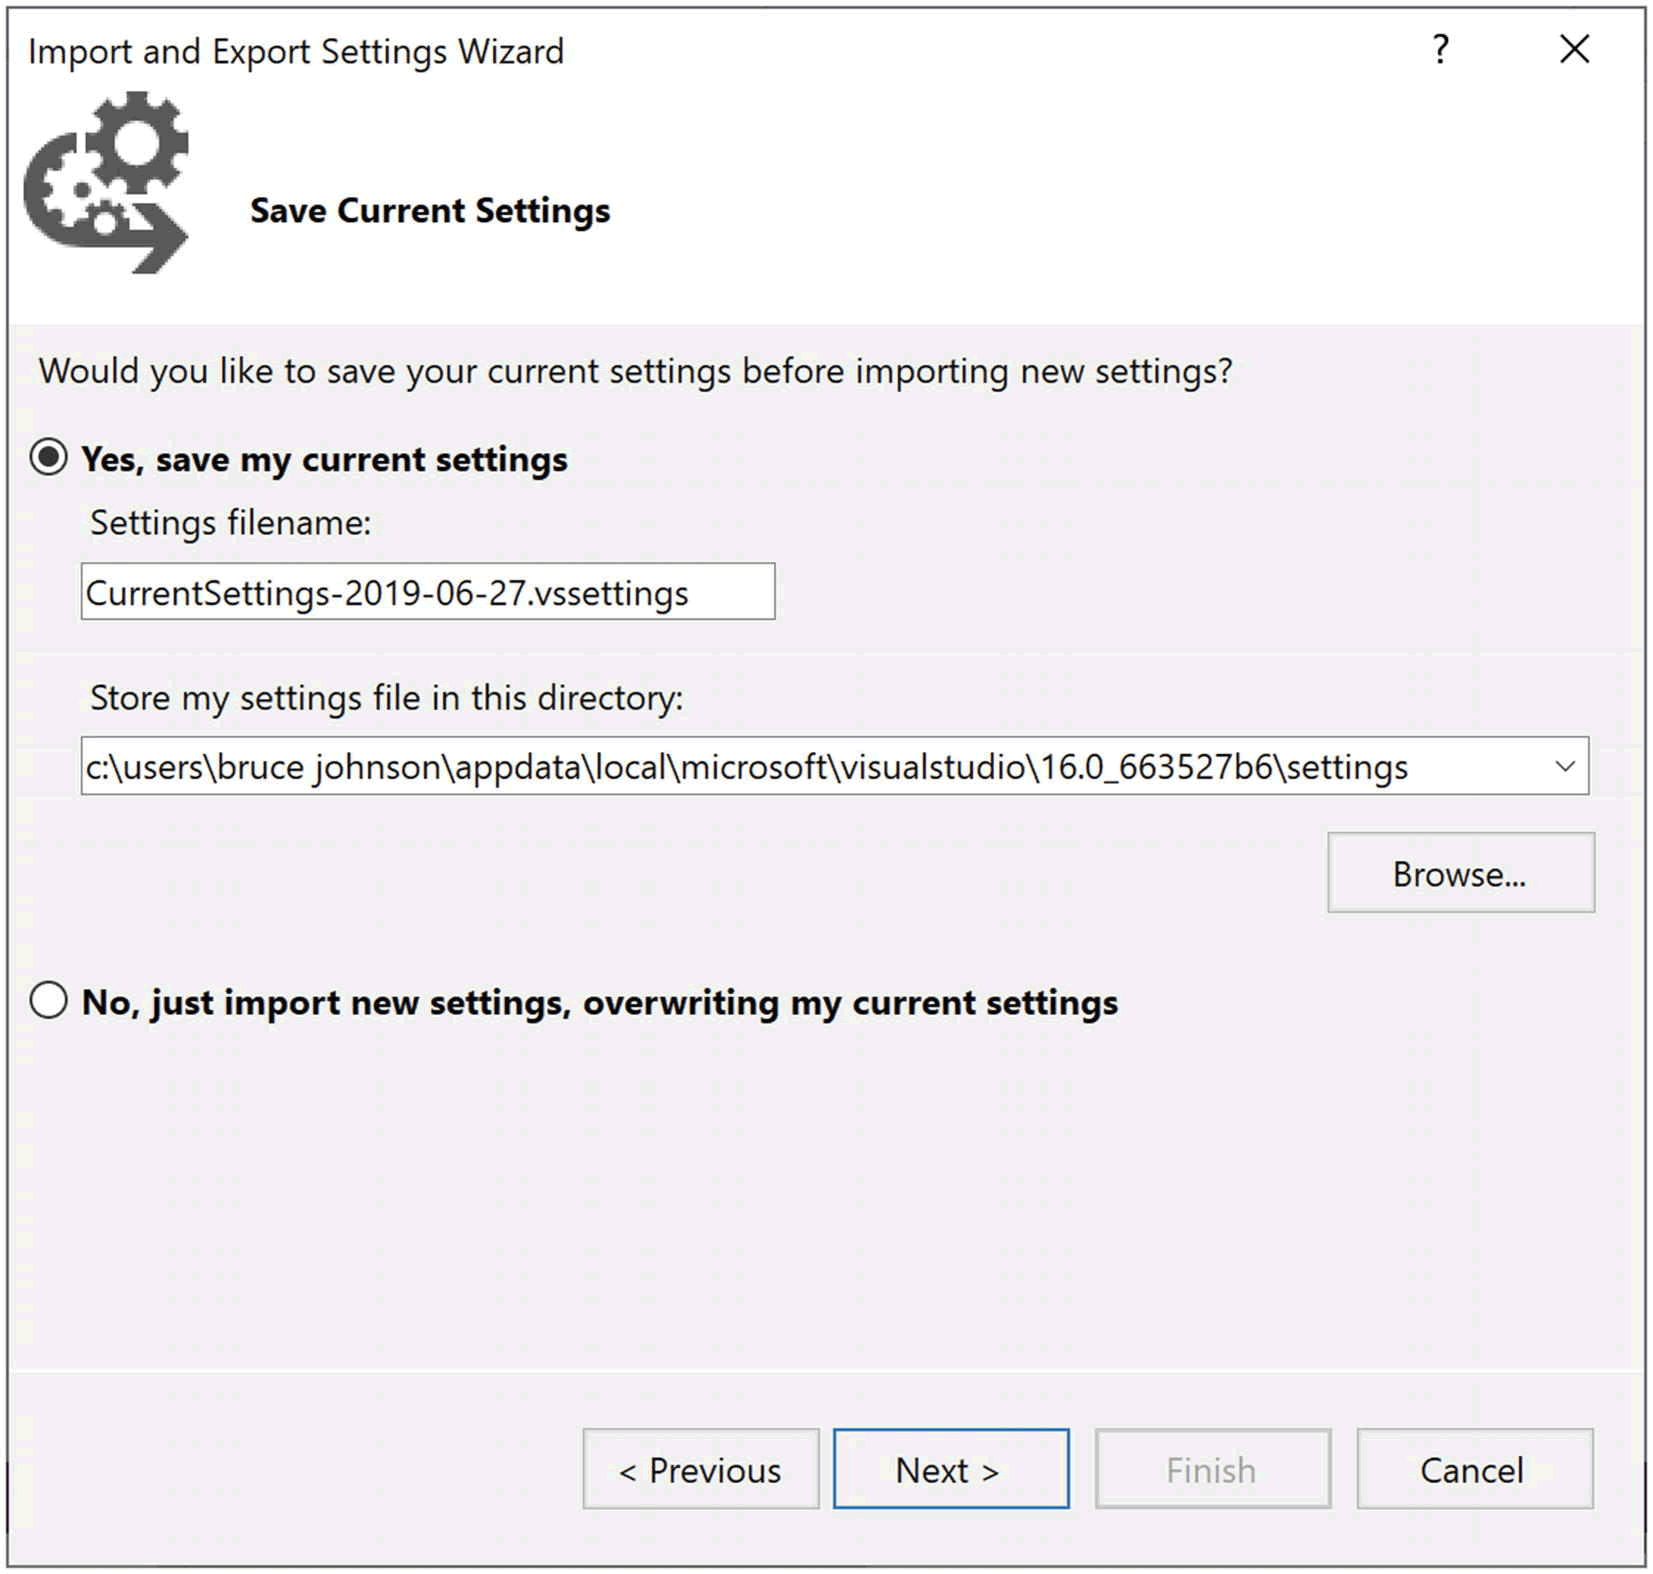 Import and Export Settings Wizard
?
Save Current Settings
Would you like to save your current settings before importing new settings?
Yes, save my current settings
Settings filename:
CurrentSettings-2019-06-27.vssettings
Store my settings file in this directory:
c:\users\bruce johnson\appdata\local\microsoft\visualstudio\16.0_663527b6\settings
Browse...
No, just import new settings, overwriting my current settings
< Previous Next > Finish Cancel